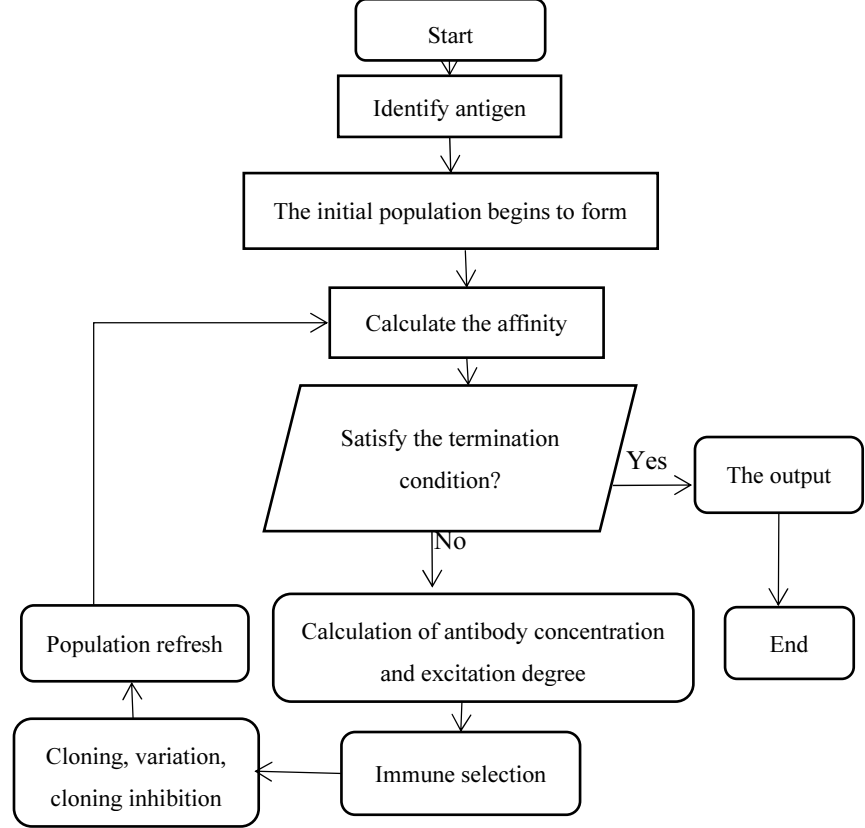 Start
Identify antigen
The initial population begins to form
Calculate the affinity
Satisfy the termination
condition?
Yes
The output
No
End
Calculation of antibody concentration
and excitation degree
Population refresh
Immune selection
Cloning, variation,
cloning inhibition